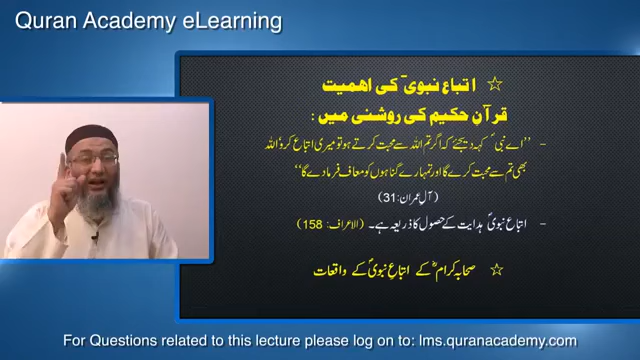 Quran Academy eLearning
☆ اتباع نبویؐ کی اہمیت
قرآنِ حکیم کی روشنی میں :
- ’’اے نبیؐ کہہ دیجئے کہ اگر تم اللہ سے محبت کرتے ہو تو میری اتباع کرو‘ اللہ
بھی تم سے محبت کرے گا اور تمہارے گناہوں کو معاف فرما دے گا‘‘
(آلِ عمران: 31)
- اتباع نبویؐ ہدایت کے حصول کا ذریعہ ہے۔ (الاعراف: 158)
☆ صحابہ کرامؓ کے اتباعِ نبویؐ کے واقعات
For Questions related to this lecture please log on to: lms.quranacademy.com